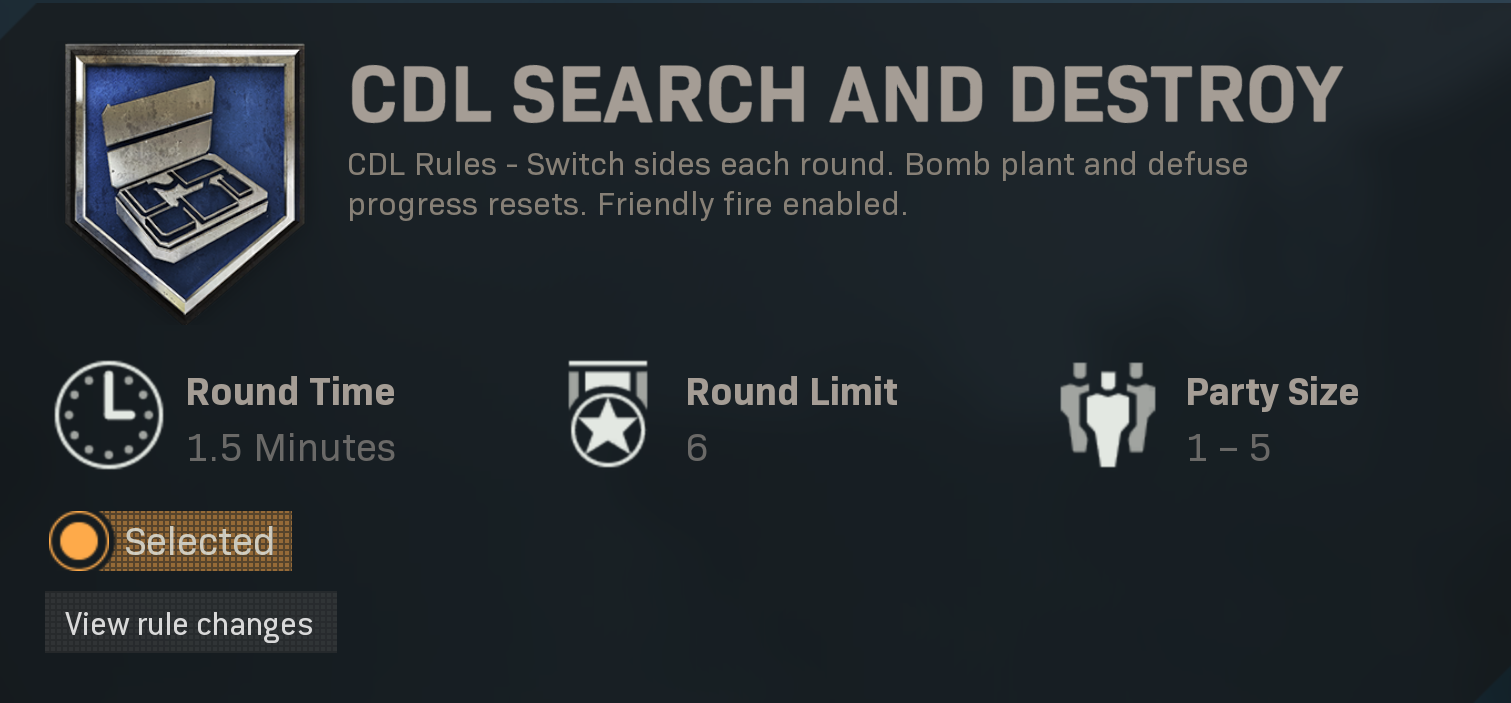 CDL SEARCH AND DESTROY
CDL Rules - Switch sides each round. Bomb plant and defuse
progress resets. Friendly fire enabled.
Round Time
1.5 Minutes
Round Limit
6
Party Size
1 – 5
Selected
View rule changes